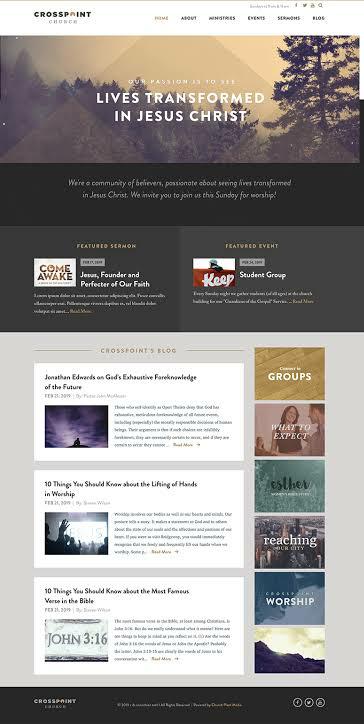 CROSSPOINT
CHURCH
HOME ABOUT MINISTRIES EVENTS SERMONS BLOG
OUR PASSION IS TO SEE
LIVES TRANSFORMED
IN JESUS CHRIST
We're a community of believers, passionate about seeing lives transformed
in Jesus Christ. We invite you to join us this Sunday for worship!
FEATURED SERMON
FEB 17, 2019
COME
AWAKE
Jesus, Founder and
Perfecter of Our Faith
Lorem ipsum dolor sit amet, consectetur adipiscing elit. Fusce convallis
ullamcorper euismod. Pellentesque viverra dapibus ex, vel blandit dolor
volutpat sit amet.... Read More
FEATURED EVENT
FEB 24, 2019
Keep
Student Group
Every Sunday night we gather students (of all ages) at the church
building for our "Guardians of the Gospel" Service.... Read More
CROSSPOINT'S BLOG
Jonathan Edwards on God's Exhaustive Foreknowledge
of the Future
FEB 21, 2019 | By: Pastor John McAllister
Those who self-identify as Open Theists deny that God has
exhaustive, meticulous foreknowledge of all future events,
including (especially) the morally responsible decisions of human
beings. Their argument is that if such choices are infallibly
foreknown, they are necessarily certain to occur, and if they are
certain to occur they cannot ... Read More
10 Things You Should Know about the Lifting of Hands
in Worship
FEB 21, 2019 | By: Steven Wilson
Worship involves our bodies as well as our hearts and minds. Our
posture tells a story. It makes a statement to God and to others
about the state of our souls and the affections and passions of our
heart. If you were to visit Bridgeway, you would immediately
recognize that we freely and frequently lift our hands when we
worship. Some p... Read More
10 Things You Should Know about the Most Famous
Verse in the Bible
FEB 21, 2019 | By: Steven Wilson
JOHN 3:16
The most famous verse in the Bible, at least among Christians, is
John 3:16. But do we really understand what it means? Here are
ten things to keep in mind as you reflect on it. (1) Are the words
of John 3:16 the words of Jesus or John the Apostle? Probably the
latter. John 3:15-18 are clearly the words of Jesus to his
conversation wit... Read More
Connect to
GROUPS
WHAT TO
EXPECT
esther
WOMEN'S BIBLE STUDY
reaching
OUR CITY
CROSSPOINT
WORSHIP
CROSSPOINT
CHURCH